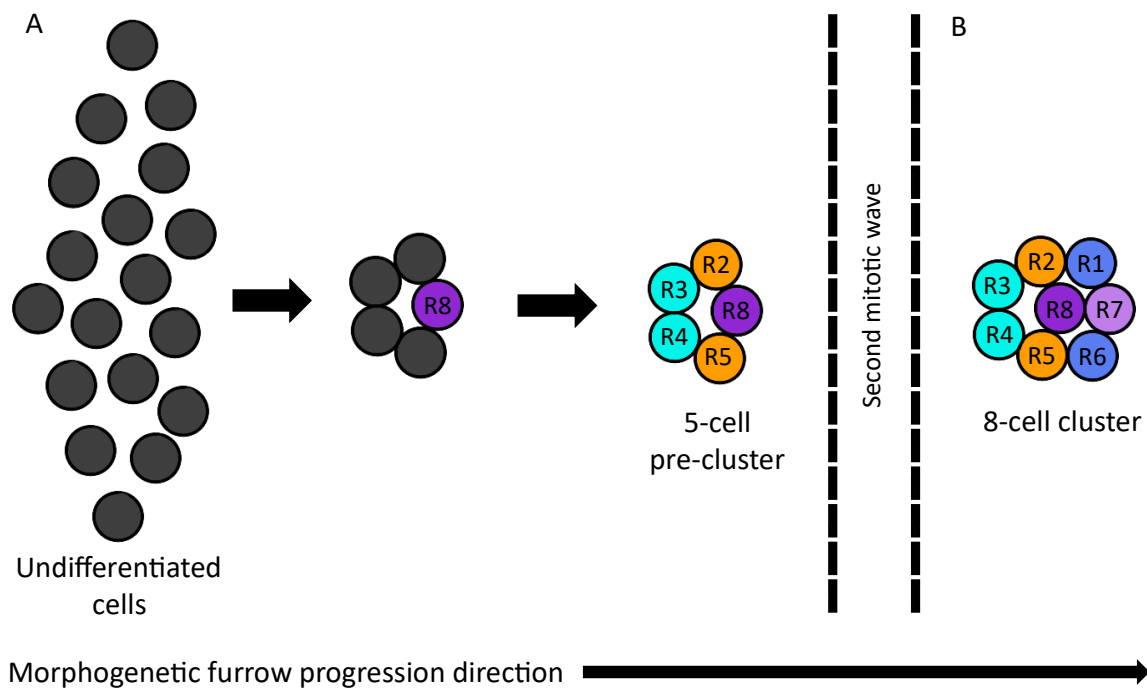 A
B
R8
R2
R3
R8
R4
R5
5-cell
pre-cluster
Second mitotic wave
R2
R1
R3
R8
R7
R4
R5
R6
8-cell cluster
Undifferentiated
cells
Morphogenetic furrow progression direction